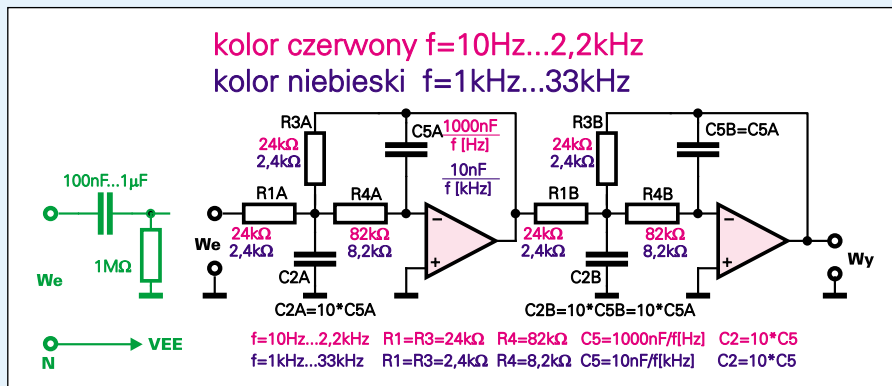 kolor czerwony f=10Hz...2,2kHz
kolor niebieski f=1kHz...33kHz
R3A
24kΩ
2,4kΩ
C5A
1000nF
f [Hz]
10nF
f [kHz]
R3B
24kΩ
2,4kΩ
C5B=C5A
100nF...1µF
R1A
R4A
R1B
R4B
We
24kΩ
2,4kΩ
82kΩ
8,2kΩ
24kΩ
2,4kΩ
82kΩ
8,2kΩ
We
1MΩ
C2A
C2B
Wy
C2A=10*C5A
C2B=10*C5B=10*C5A
N
VEE
f=10Hz...2,2kHz R1=R3=24kΩ R4=82kΩ C5=1000nF/f[Hz] C2=10*C5
f=1kHz...33kHz R1=R3=2,4kΩ R4=8,2kΩ C5=10nF/f[kHz] C2=10*C5